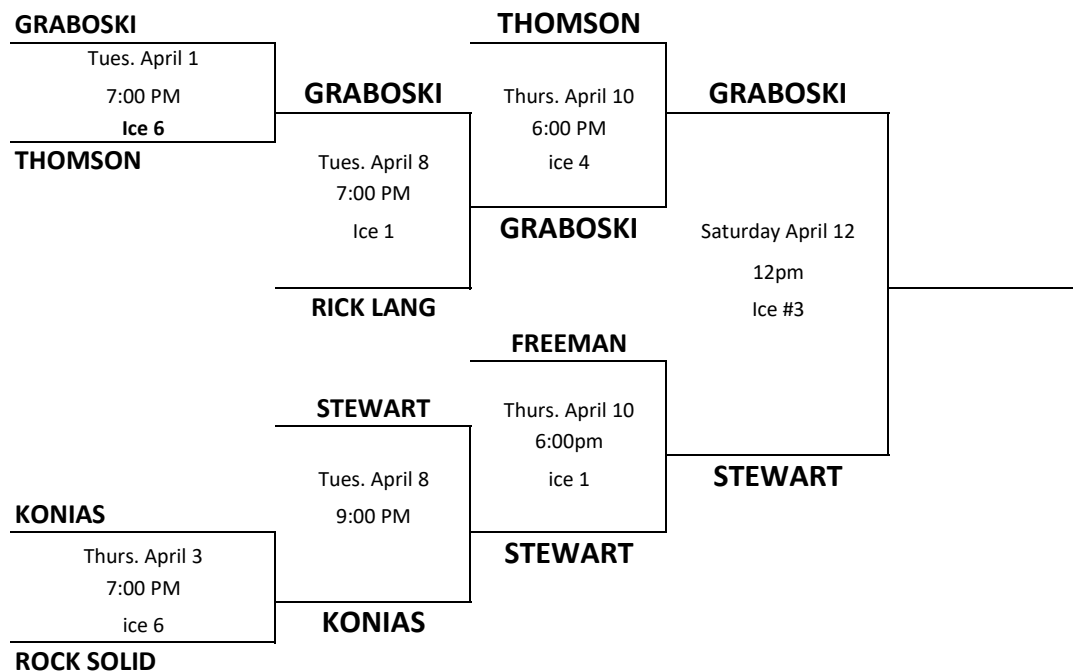 GRABOSKI
Tues. April 1
7:00 PM
Ice 6
THOMSON
GRABOSKI
Tues. April 8
7:00 PM
Ice 1
RICK LANG
THOMSON
Thurs. April 10
6:00 PM
ice 4
GRABOSKI
GRABOSKI
Saturday April 12
12pm
Ice #3
STEWART
FREEMAN
Thurs. April 10
6:00pm
ice 1
STEWART
STEWART
Tues. April 8
9:00 PM
KONIAS
KONIAS
Thurs. April 3
7:00 PM
ice 6
ROCK SOLID